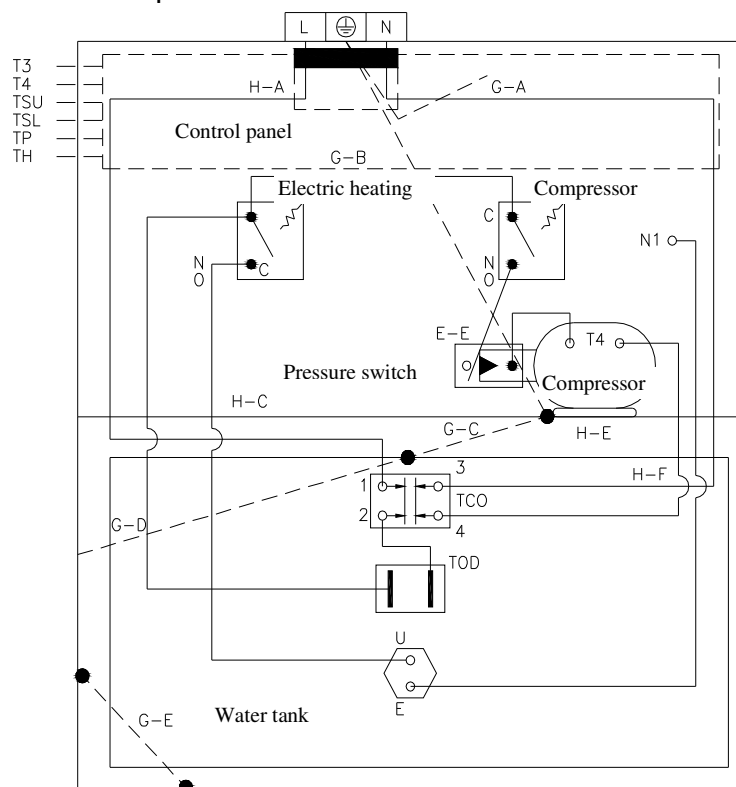 L N
T3
T4
TSU
TSL
TP
TH
H-A
G-A
Control panel
G-B
Electric heating
Compressor
C
N
O
C
N
O
N1
E-E
T4
Pressure switch
Compressor
H-C
G-C
H-E
3
H-F
1
TCO
2
4
G-D
TOD
U
E
G-E
Water tank